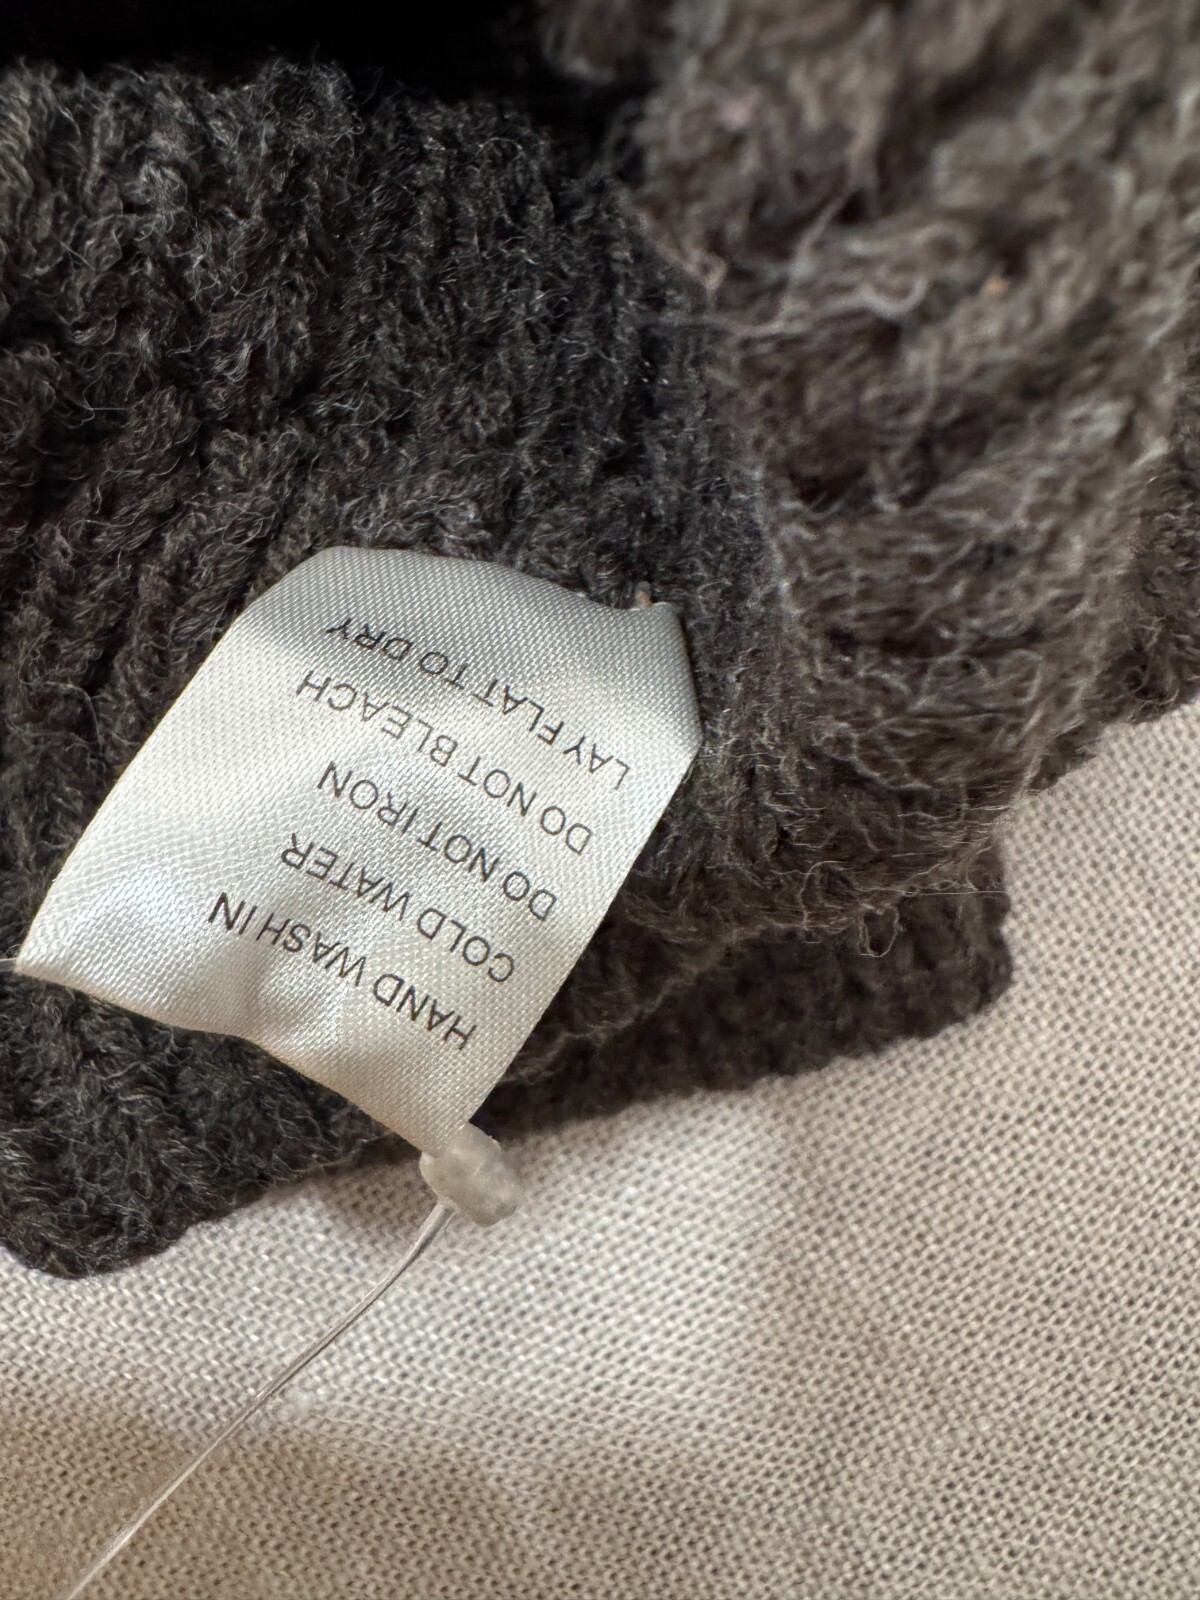 HAND WASH IN
COLD WATER
DO NOT IRON
DO NOT BLEACH
LAY FLAT TO DRY